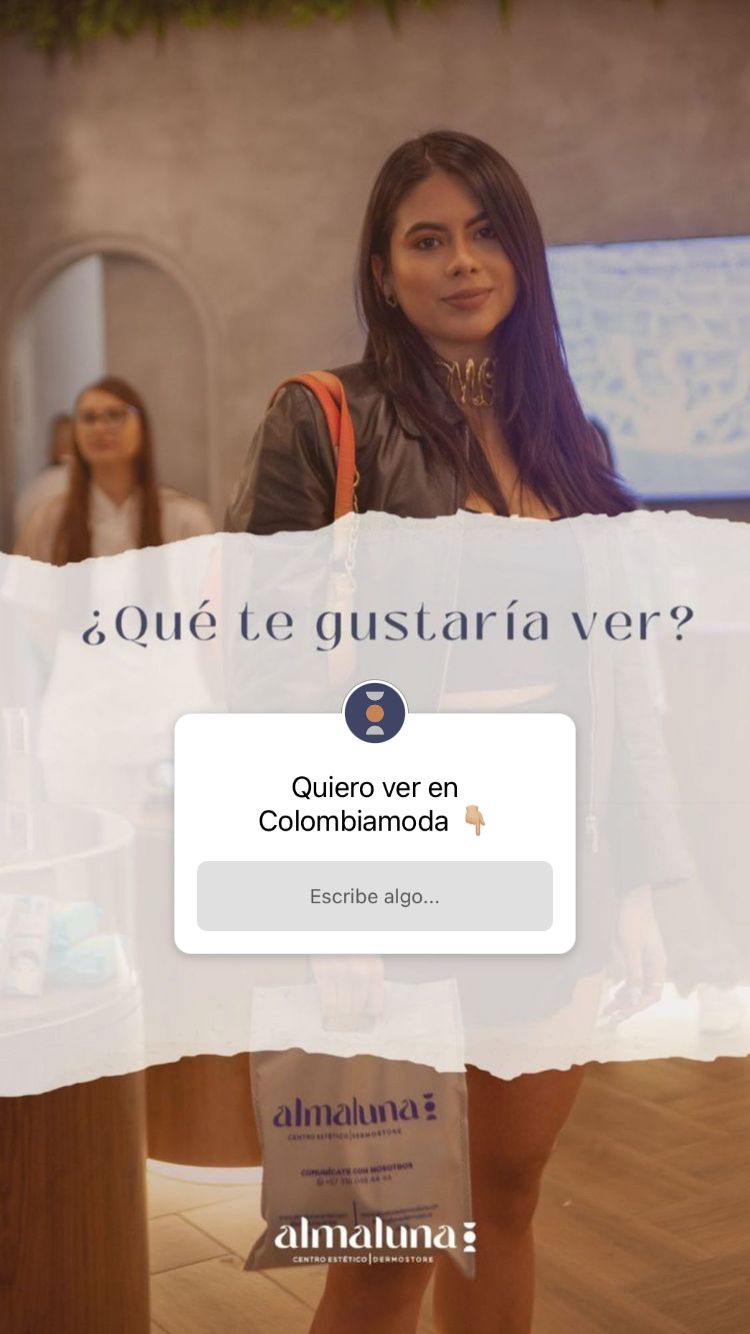 ¿Qué te gustaría ver?
Quiero ver en
Colombiamoda 👇🏼
Escribe algo...
almaluna
CENTRO ESTÉTICO | DERMOSTORE
COMUNÍCATE CON NOSOTROS
almaluna
CENTRO ESTÉTICO | DERMOSTORE